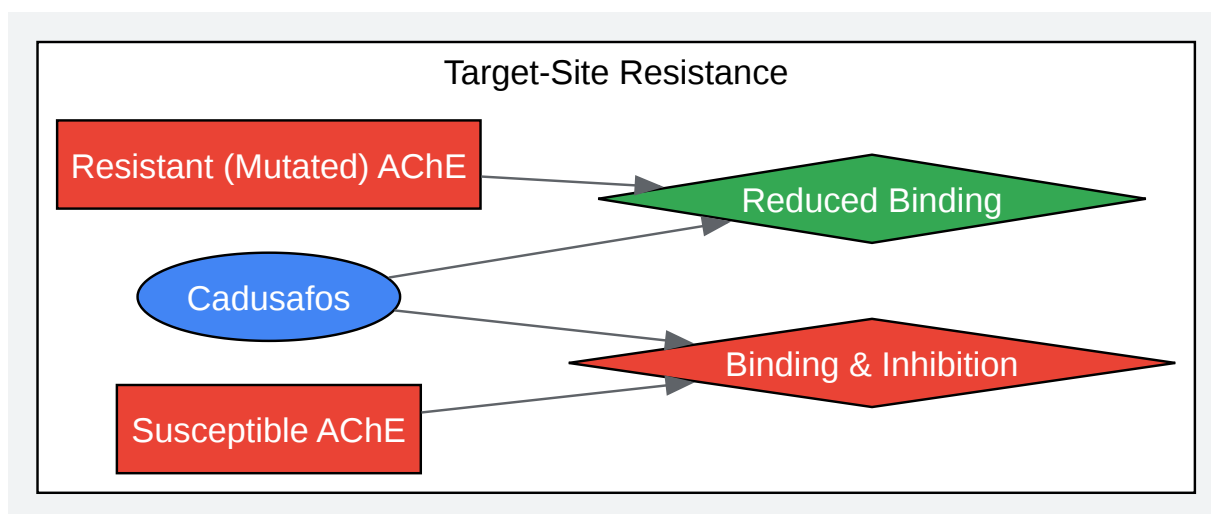 Target-Site Resistance
Resistant (Mutated) AChE
Reduced Binding
Cadusafos
Binding & Inhibition
Susceptible AChE